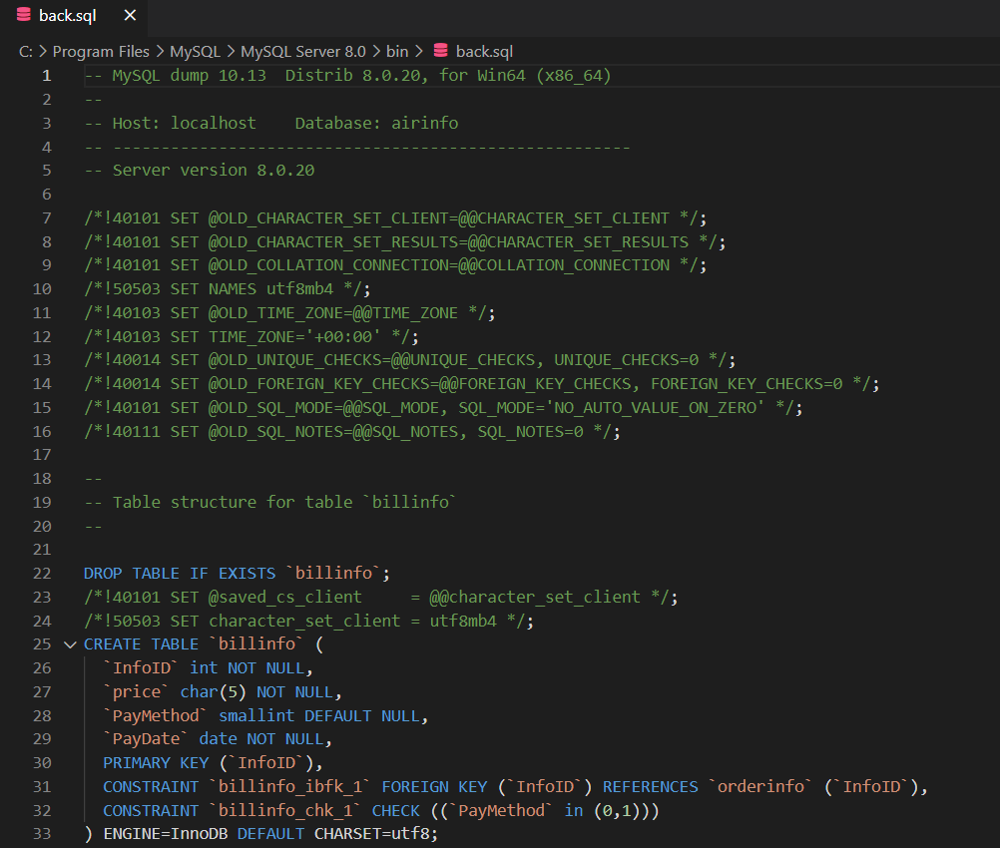 back.sql
C: > Program Files > MySQL > MySQL Server 8.0 > bin > back.sql
1 -- MySQL dump 10.13  Distrib 8.0.20, for Win64 (x86_64)
2 --
3 -- Host: localhost    Database: airinfo
4 -- ------------------------------------------------------
5 -- Server version 8.0.20
6
7 /*!40101 SET @OLD_CHARACTER_SET_CLIENT=@@CHARACTER_SET_CLIENT */;
8 /*!40101 SET @OLD_CHARACTER_SET_RESULTS=@@CHARACTER_SET_RESULTS */;
9 /*!40101 SET @OLD_COLLATION_CONNECTION=@@COLLATION_CONNECTION */;
10 /*!50503 SET NAMES utf8mb4 */;
11 /*!40103 SET @OLD_TIME_ZONE=@@TIME_ZONE */;
12 /*!40103 SET TIME_ZONE='+00:00' */;
13 /*!40014 SET @OLD_UNIQUE_CHECKS=@@UNIQUE_CHECKS, UNIQUE_CHECKS=0 */;
14 /*!40014 SET @OLD_FOREIGN_KEY_CHECKS=@@FOREIGN_KEY_CHECKS, FOREIGN_KEY_CHECKS=0 */;
15 /*!40101 SET @OLD_SQL_MODE=@@SQL_MODE, SQL_MODE='NO_AUTO_VALUE_ON_ZERO' */;
16 /*!40111 SET @OLD_SQL_NOTES=@@SQL_NOTES, SQL_NOTES=0 */;
17
18 --
19 -- Table structure for table `billinfo`
20 --
21
22 DROP TABLE IF EXISTS `billinfo`;
23 /*!40101 SET @saved_cs_client     = @@character_set_client */;
24 /*!50503 SET character_set_client = utf8mb4 */;
25 CREATE TABLE `billinfo` (
26   `InfoID` int NOT NULL,
27   `price` char(5) NOT NULL,
28   `PayMethod` smallint DEFAULT NULL,
29   `PayDate` date NOT NULL,
30   PRIMARY KEY (`InfoID`),
31   CONSTRAINT `billinfo_ibfk_1` FOREIGN KEY (`InfoID`) REFERENCES `orderinfo` (`InfoID`),
32   CONSTRAINT `billinfo_chk_1` CHECK ((`PayMethod` in (0,1)))
33 ) ENGINE=InnoDB DEFAULT CHARSET=utf8;